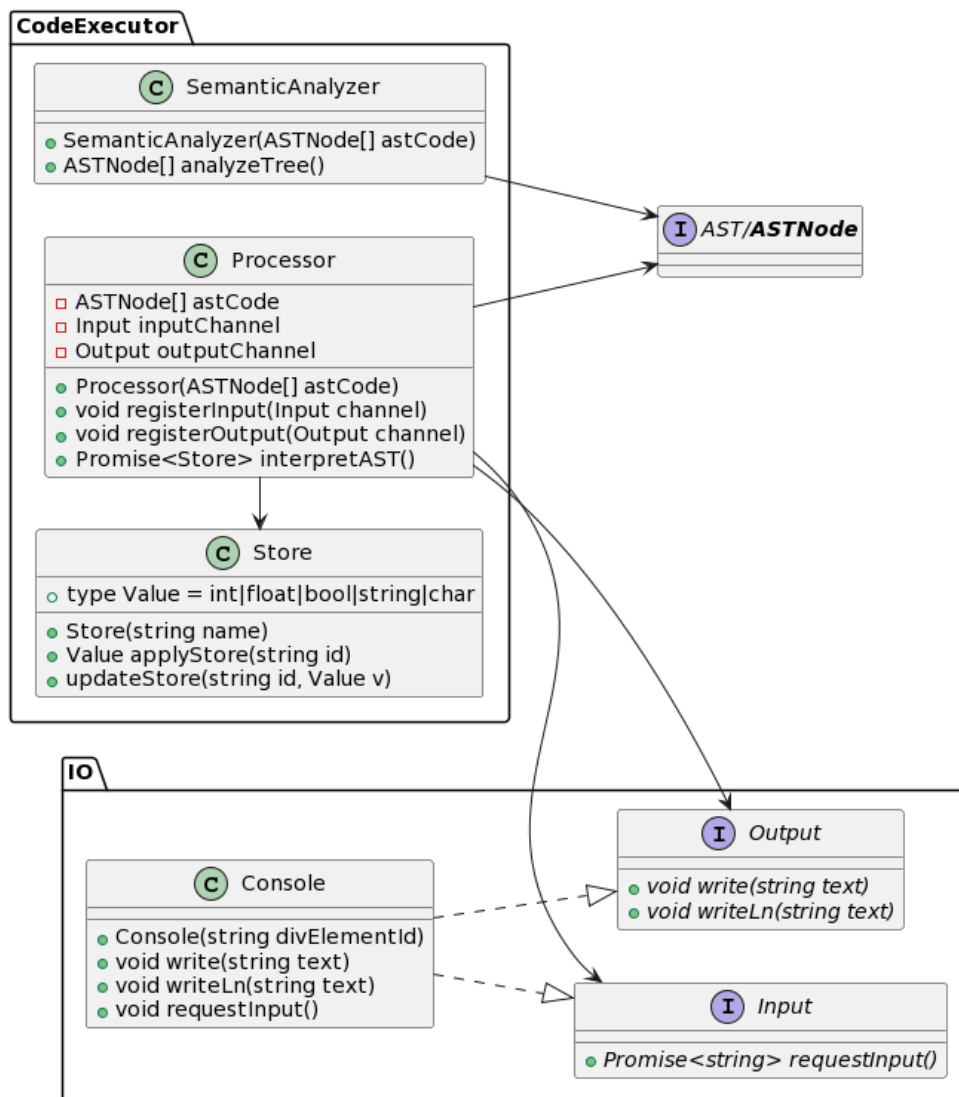 CodeExecutor
C SemanticAnalyzer
SemanticAnalyzer(ASTNode[] astCode)
ASTNode[] analyzeTree()
I AST/ASTNode
C Processor
ASTNode[] astCode
Input inputChannel
Output outputChannel
Processor(ASTNode[] astCode)
void registerInput(Input channel)
void registerOutput(Output channel)
Promise<Store> interpretAST()
C Store
type Value = int|float|bool|string|char
Store(string name)
Value applyStore(string id)
updateStore(string id, Value v)
IO
I Output
void write(string text)
void writeLn(string text)
C Console
Console(string divElementId)
void write(string text)
void writeLn(string text)
void requestInput()
I Input
Promise<string> requestInput()